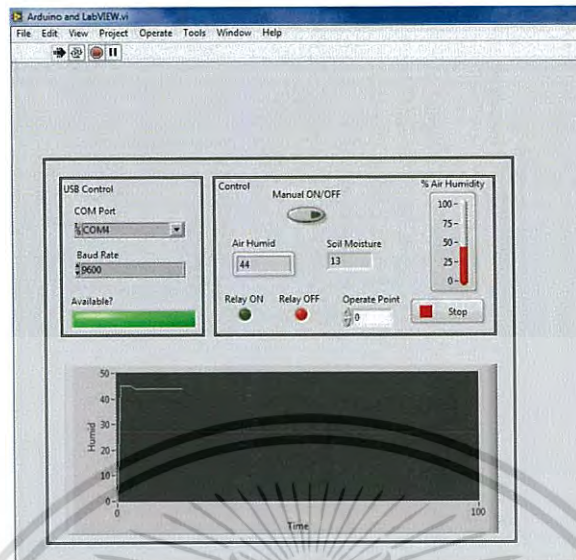 Arduino and LabVIEW.vi
File Edit View Project Operate Tools Window Help
USB Control
COM Port
COM4
Baud Rate
9600
Available?
Control
Manual ON/OFF
% Air Humidity
100
75
50
25
0
Air Humid
44
Soil Moisture
13
Relay ON Relay OFF Operate Point
0
Stop
50
40
30
20
10
0
Humid
0 100
Time